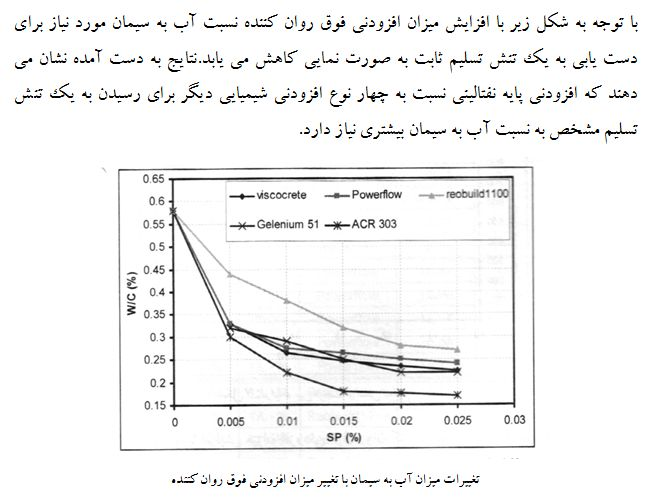 با توجه به شکل زیر با افزایش میزان افزودنی فوق روان کننده نسبت آب به سیمان مورد نیاز برای
دست یابی به یک تنش تسلیم ثابت به صورت نمایی کاهش می یابد.نتایج به دست آمده نشان می
دهند که افزودنی پایه نفتالینی نسبت به چهار نوع افزودنی شیمیایی دیگر برای رسیدن به یک تنش
تسلیم مشخص به نسبت آب به سیمان بیشتری نیاز دارد.
viscocrete Powerflow reobuild1100
Gelenium 51 ACR 303
W/C (%)
0.65
0.6
0.55
0.5
0.45
0.4
0.35
0.3
0.25
0.2
0.15
0 0.005 0.01 0.015 0.02 0.025 0.03
SP (%)
تغییرات میزان آب به سیمان با تغییر میزان افزودنی فوق روان کننده